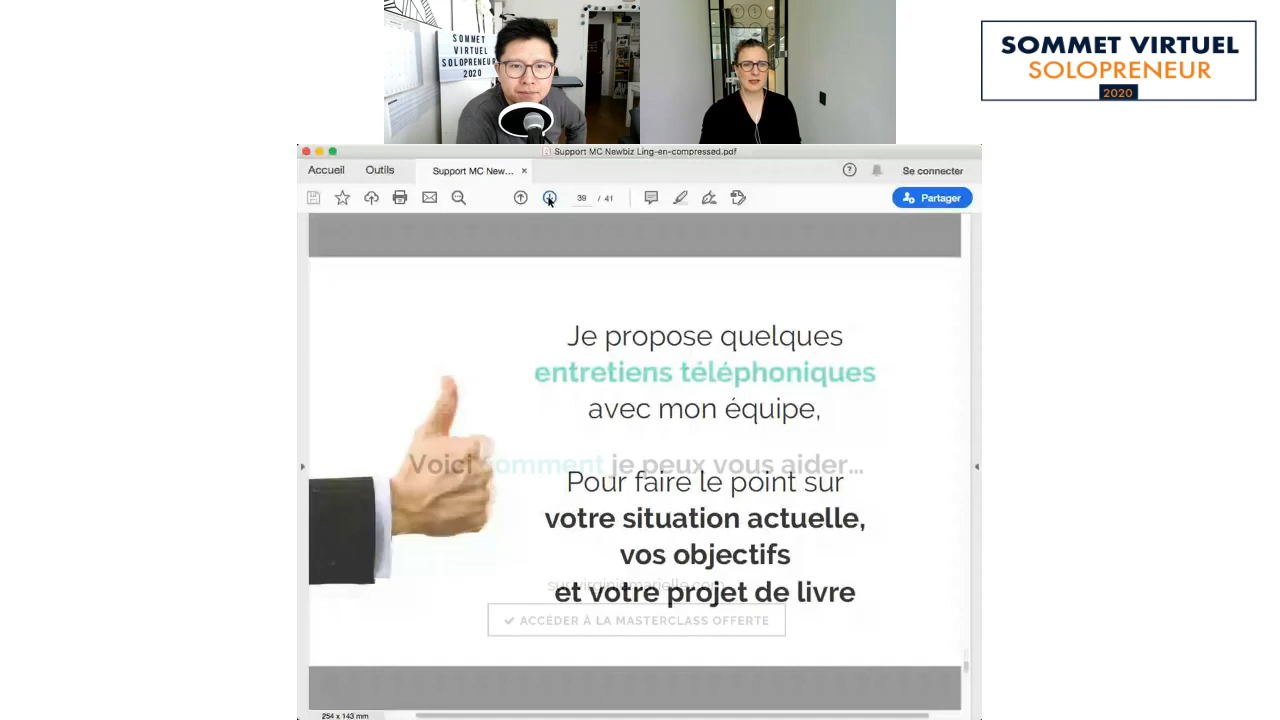 SOMMET
VIRTUEL
SOLOPRENEUR
2020
SOMMET VIRTUEL
SOLOPRENEUR
2020
Support MC Newbiz Ling-en-compressed.pdf
Accueil
Outils
Support MC New... ×
?
Se connecter
39 / 41
Partager
Je propose quelques
entretiens téléphoniques
avec mon équipe,
Voici comment je peux vous aider...
Pour faire le point sur
votre situation actuelle,
vos objectifs
sur virginiemarielle.com
et votre projet de livre
✔ ACCÉDER À LA MASTERCLASS OFFERTE
254 x 143 mm